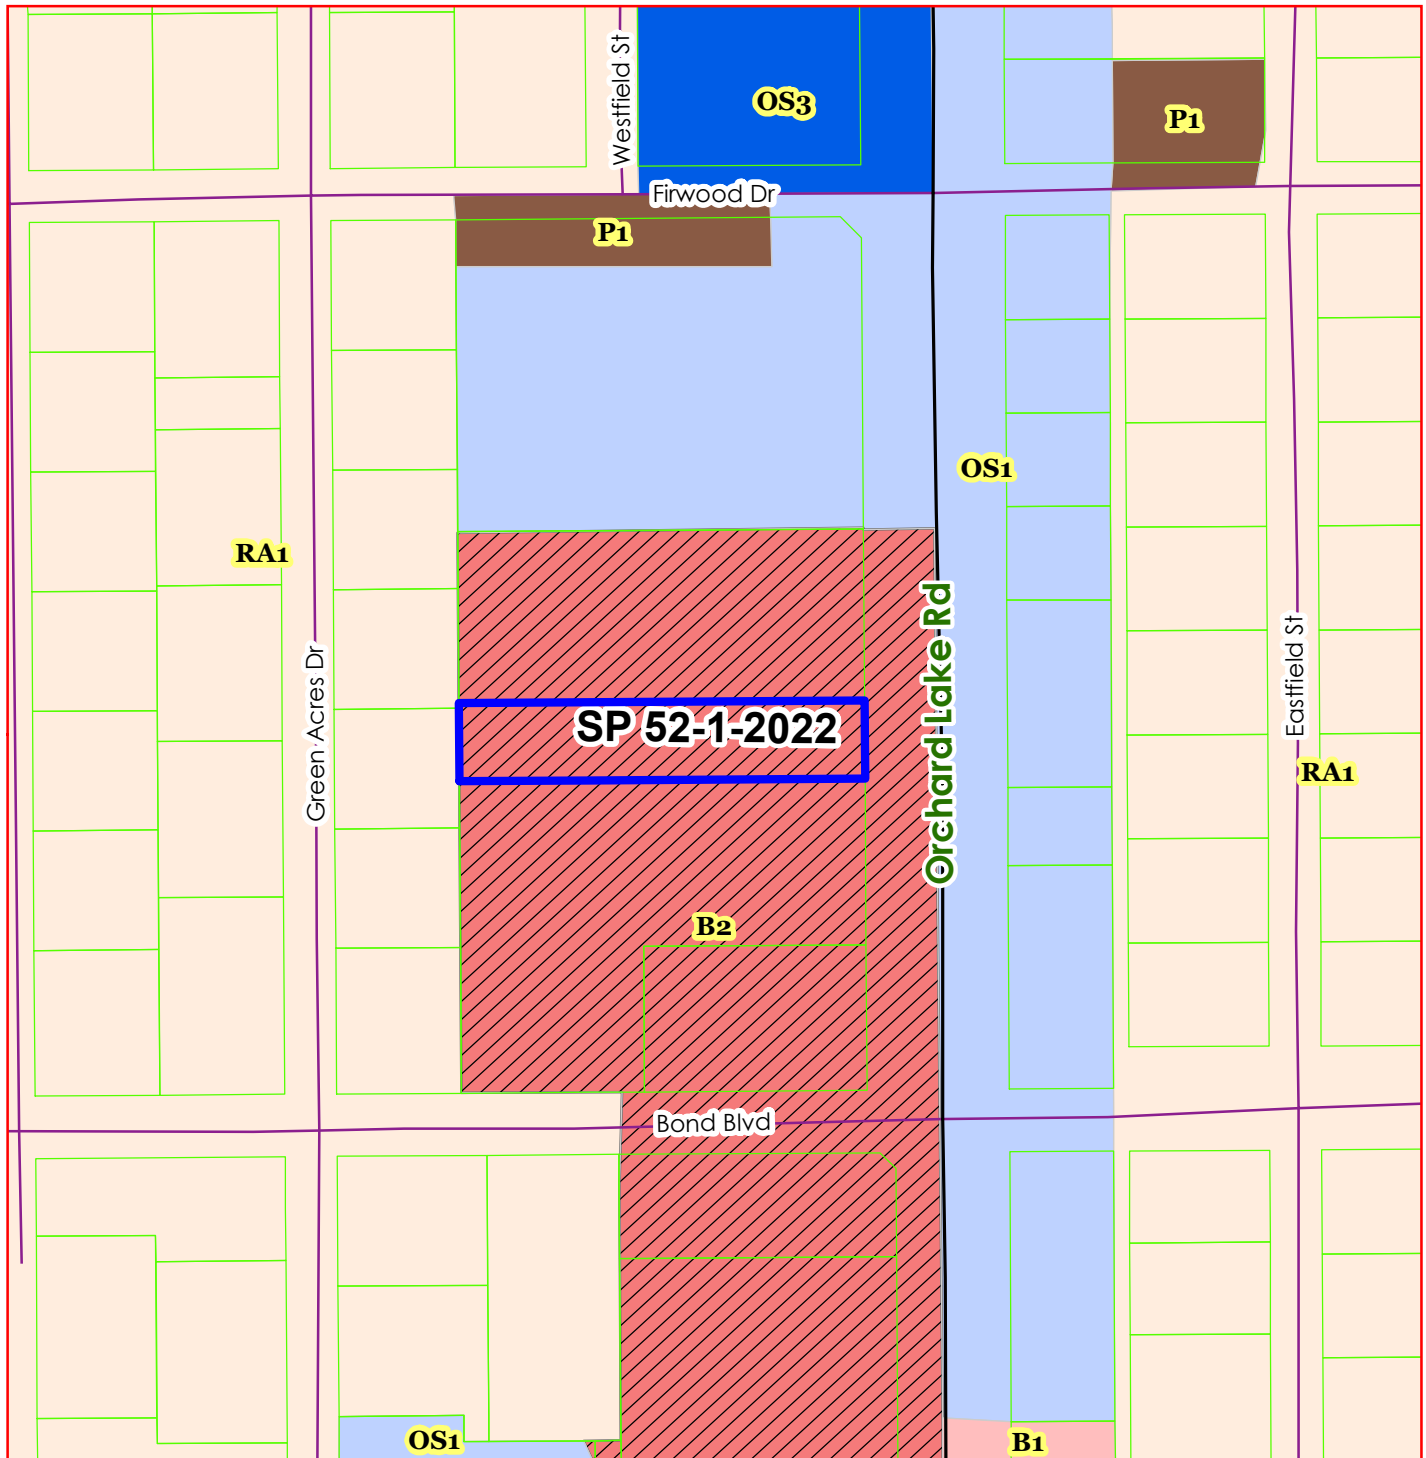 Westfield St
OS3
P1
Firwood Dr
P1
OS1
RA1
Orchard Lake Rd
Green Acres Dr
Eastfield St
SP 52-1-2022
RA1
B2
Bond Blvd
OS1
B1